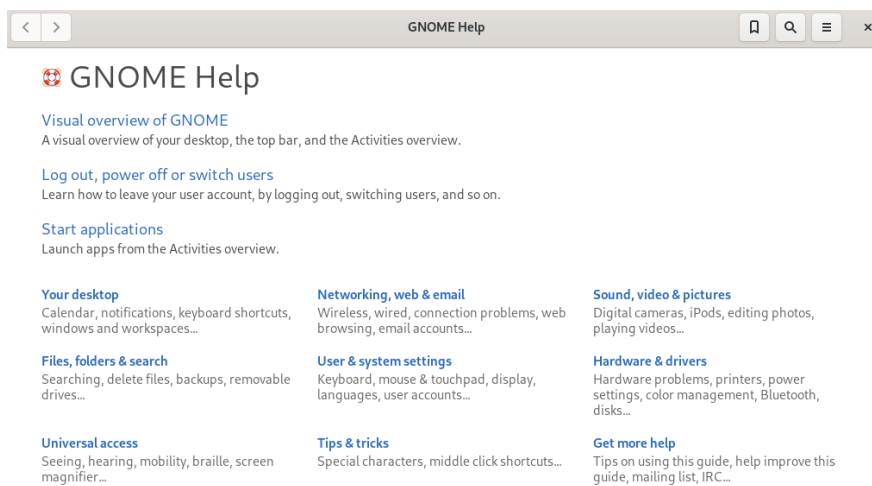 GNOME Help
GNOME Help
Visual overview of GNOME
A visual overview of your desktop, the top bar, and the Activities overview.
Log out, power off or switch users
Learn how to leave your user account, by logging out, switching users, and so on.
Start applications
Launch apps from the Activities overview.
Your desktop
Calendar, notifications, keyboard shortcuts,
windows and workspaces…
Networking, web & email
Wireless, wired, connection problems, web
browsing, email accounts…
Sound, video & pictures
Digital cameras, iPods, editing photos,
playing videos…
Files, folders & search
Searching, delete files, backups, removable
drives…
User & system settings
Keyboard, mouse & touchpad, display,
languages, user accounts…
Hardware & drivers
Hardware problems, printers, power
settings, color management, Bluetooth,
disks…
Universal access
Seeing, hearing, mobility, braille, screen
magnifier…
Tips & tricks
Special characters, middle click shortcuts…
Get more help
Tips on using this guide, help improve this
guide, mailing list, IRC…